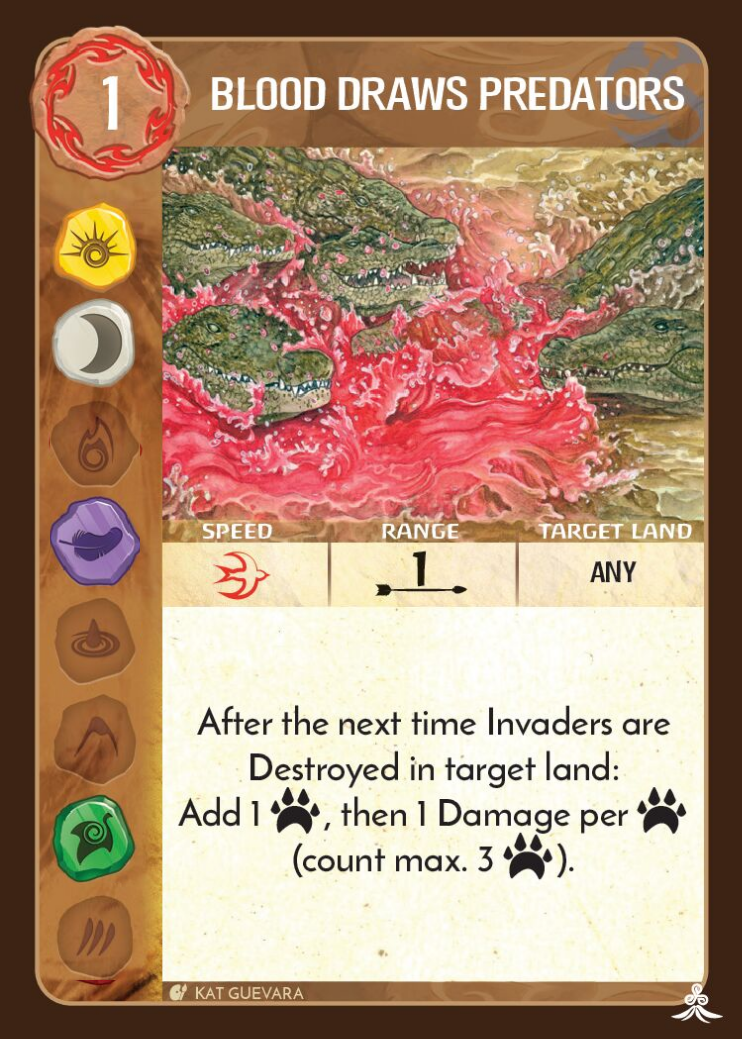 1
BLOOD DRAWS PREDATORS
SPEED RANGE TARGET LAND
1 ANY
After the next time Invaders are
Destroyed in target land:
Add 1 , then 1 Damage per
(count max. 3 ).
KAT GUEVARA